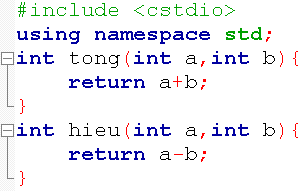 #include <cstdio>
using namespace std;
int tong(int a,int b){
return a+b;
}
int hieu(int a,int b){
return a-b;
}